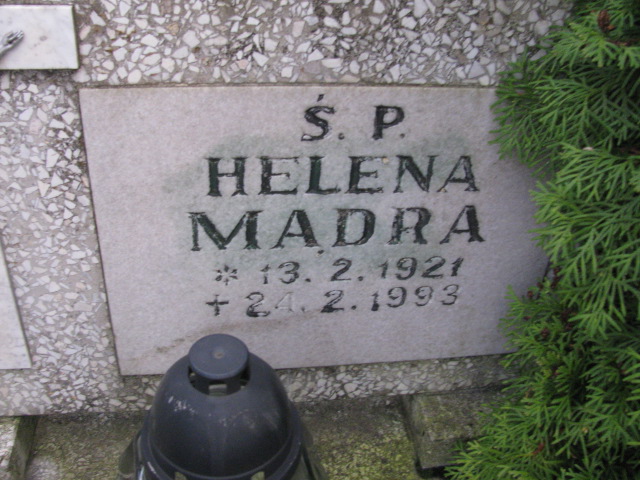 Ś. P.
HELENA
MĄDRA
* 13. 2. 1921
+ 24. 2. 1993